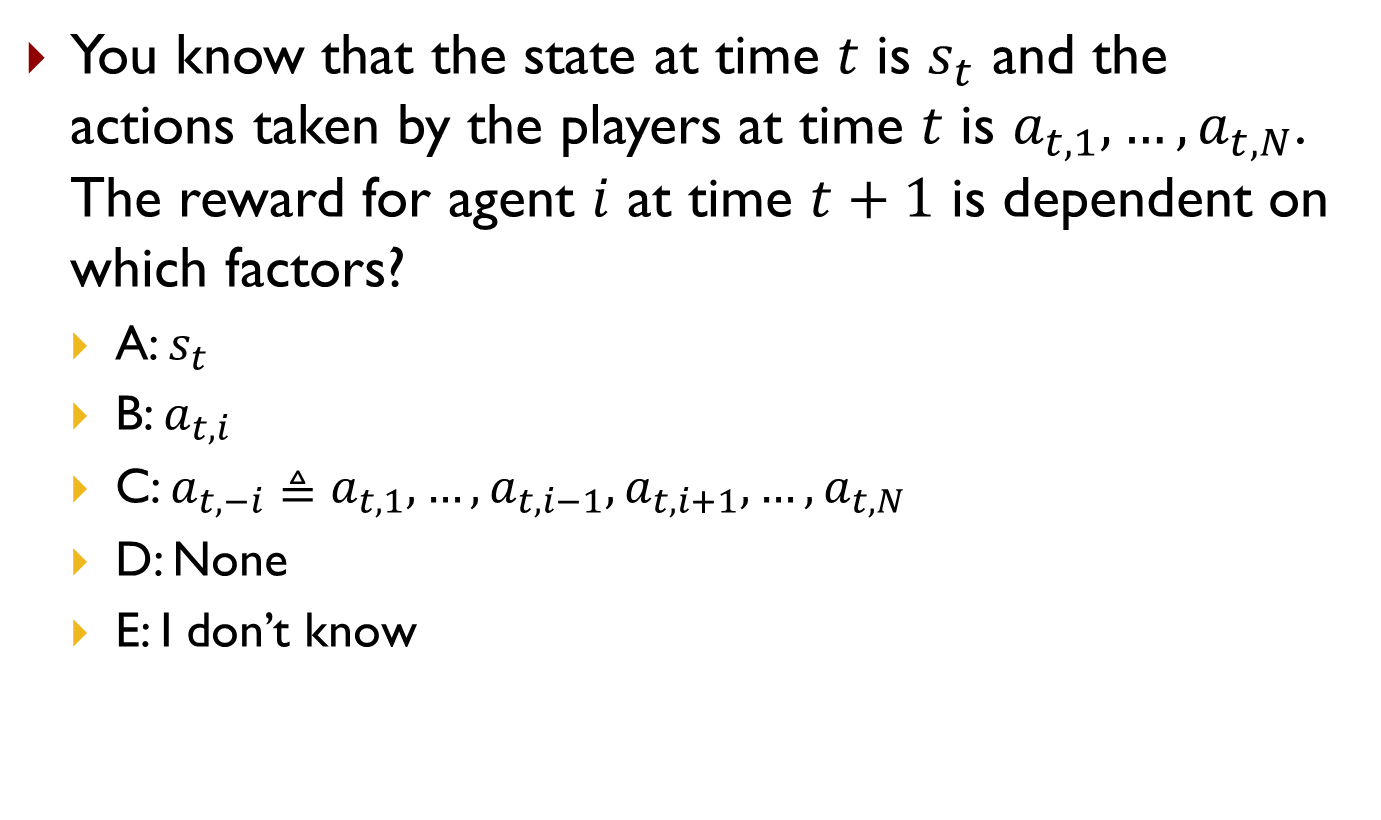 You know that the state at time t is s_t and the
actions taken by the players at time t is a_{t,1}, … , a_{t,N}.
The reward for agent i at time t + 1 is dependent on
which factors?
A: s_t
B: a_{t,i}
C: a_{t,−i} ≜ a_{t,1}, … , a_{t,i−1}, a_{t,i+1}, … , a_{t,N}
D: None
E: I don’t know